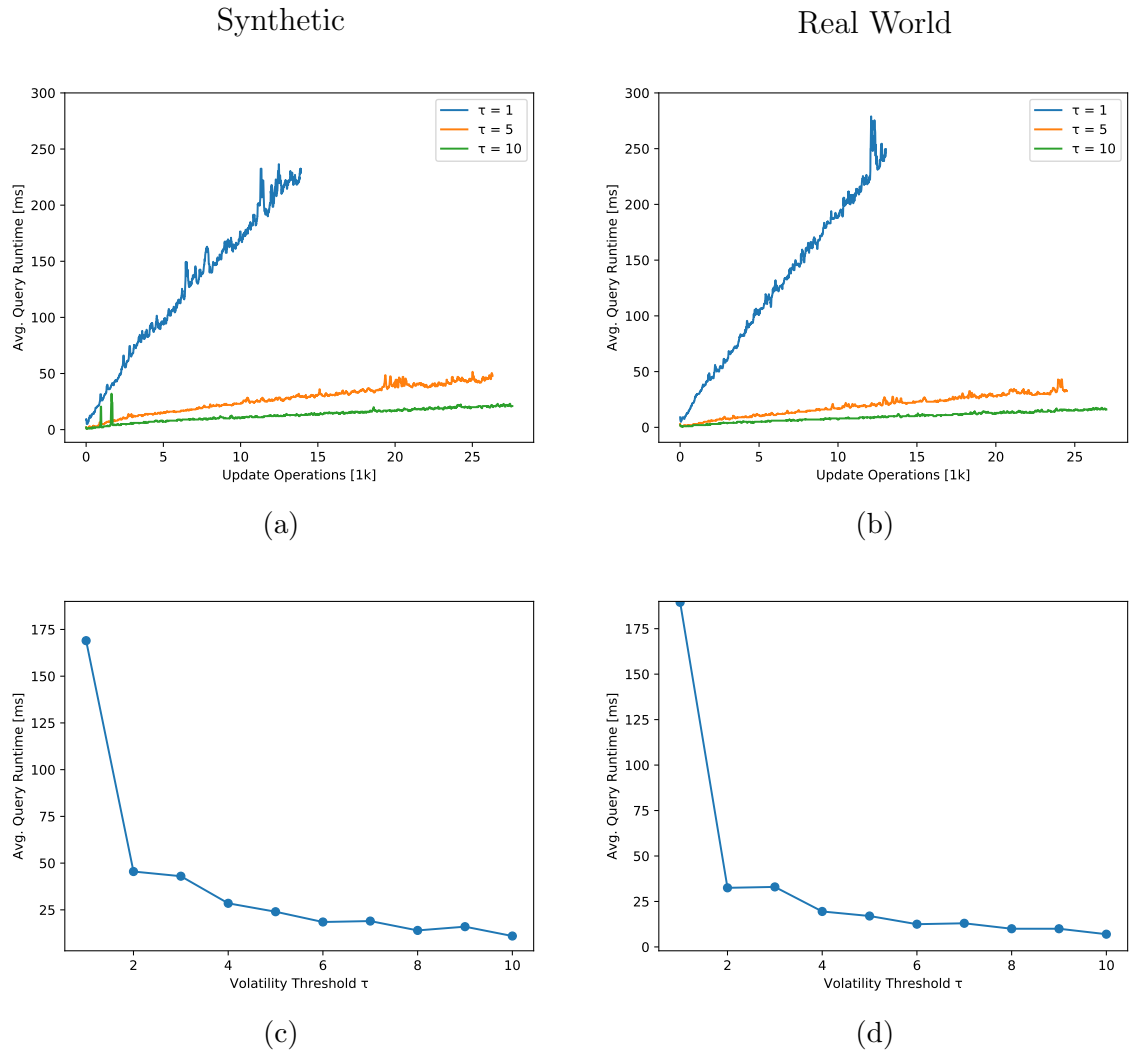 Synthetic
Real World
300
250
200
150
100
50
0
Avg. Query Runtime [ms]
τ = 1
τ = 5
τ = 10
0 5 10 15 20 25
Update Operations [1k]
(a)
300
250
200
150
100
50
0
Avg. Query Runtime [ms]
τ = 1
τ = 5
τ = 10
0 5 10 15 20 25
Update Operations [1k]
(b)
175
150
125
100
75
50
25
Avg. Query Runtime [ms]
2 4 6 8 10
Volatility Threshold τ
(c)
175
150
125
100
75
50
25
0
Avg. Query Runtime [ms]
2 4 6 8 10
Volatility Threshold τ
(d)